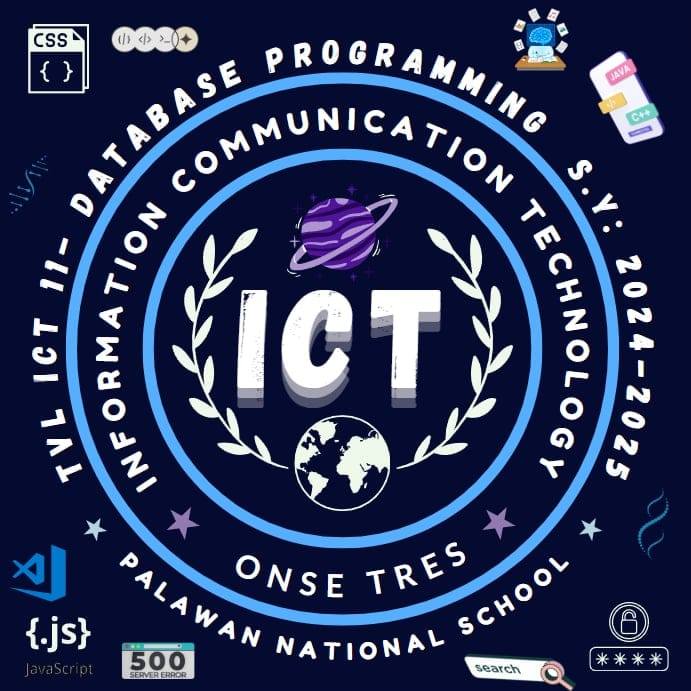 CSS
{ }
</> </> >_
JAVA
</>
C++
TVL ICT 11- DATABASE PROGRAMMING S.Y: 2024-2025
INFORMATION COMMUNICATION TECHNOLOGY
ICT
ONSE TRES
PALAWAN NATIONAL SCHOOL
{.js}
JavaScript
500
SERVER ERROR
search
****